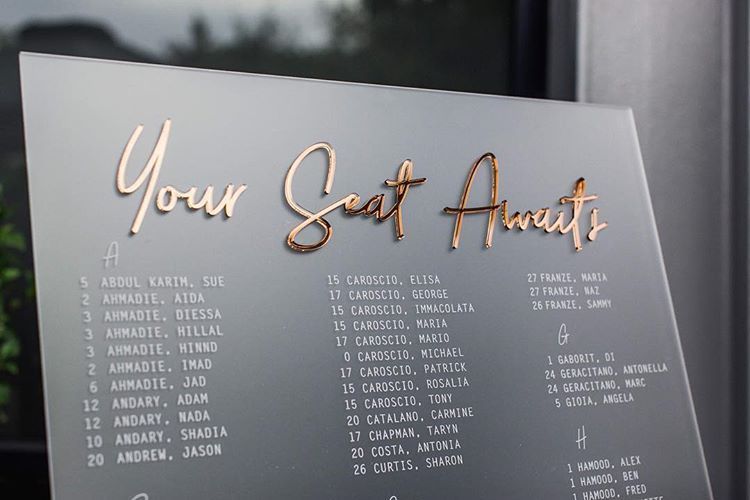 Your Seat Awaits
A
5 ABDUL KARIM, SUE
2 AHMADIE, AIDA
3 AHMADIE, DIESSA
3 AHMADIE, HILLAL
3 AHMADIE, HINND
2 AHMADIE, IMAD
6 AHMADIE, JAD
12 ANDARY, ADAM
12 ANDARY, NADA
10 ANDARY, SHADIA
20 ANDREW, JASON
15 CAROSCIO, ELISA
17 CAROSCIO, GEORGE
15 CAROSCIO, IMMACOLATA
15 CAROSCIO, MARIA
17 CAROSCIO, MARIO
0 CAROSCIO, MICHAEL
17 CAROSCIO, PATRICK
15 CAROSCIO, ROSALIA
15 CAROSCIO, TONY
20 CATALANO, CARMINE
17 CHAPMAN, TARYN
20 COSTA, ANTONIA
26 CURTIS, SHARON
27 FRANZE, MARIA
27 FRANZE, NAZ
26 FRANZE, SAMMY
G
1 GABORIT, DI
24 GERACITANO, ANTONELLA
24 GERACITANO, MARC
5 GIOIA, ANGELA
H
1 HAMOOD, ALEX
1 HAMOOD, BEN
1 HAMOOD, FRED